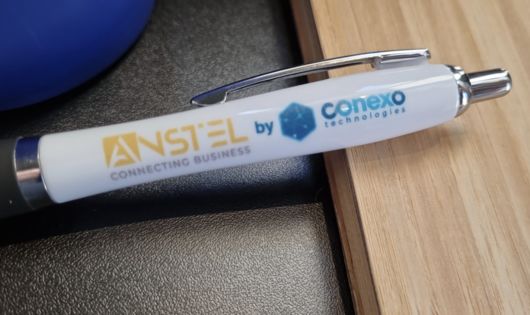 ANSTEL
CONNECTING BUSINESS
by
conexo
technologies